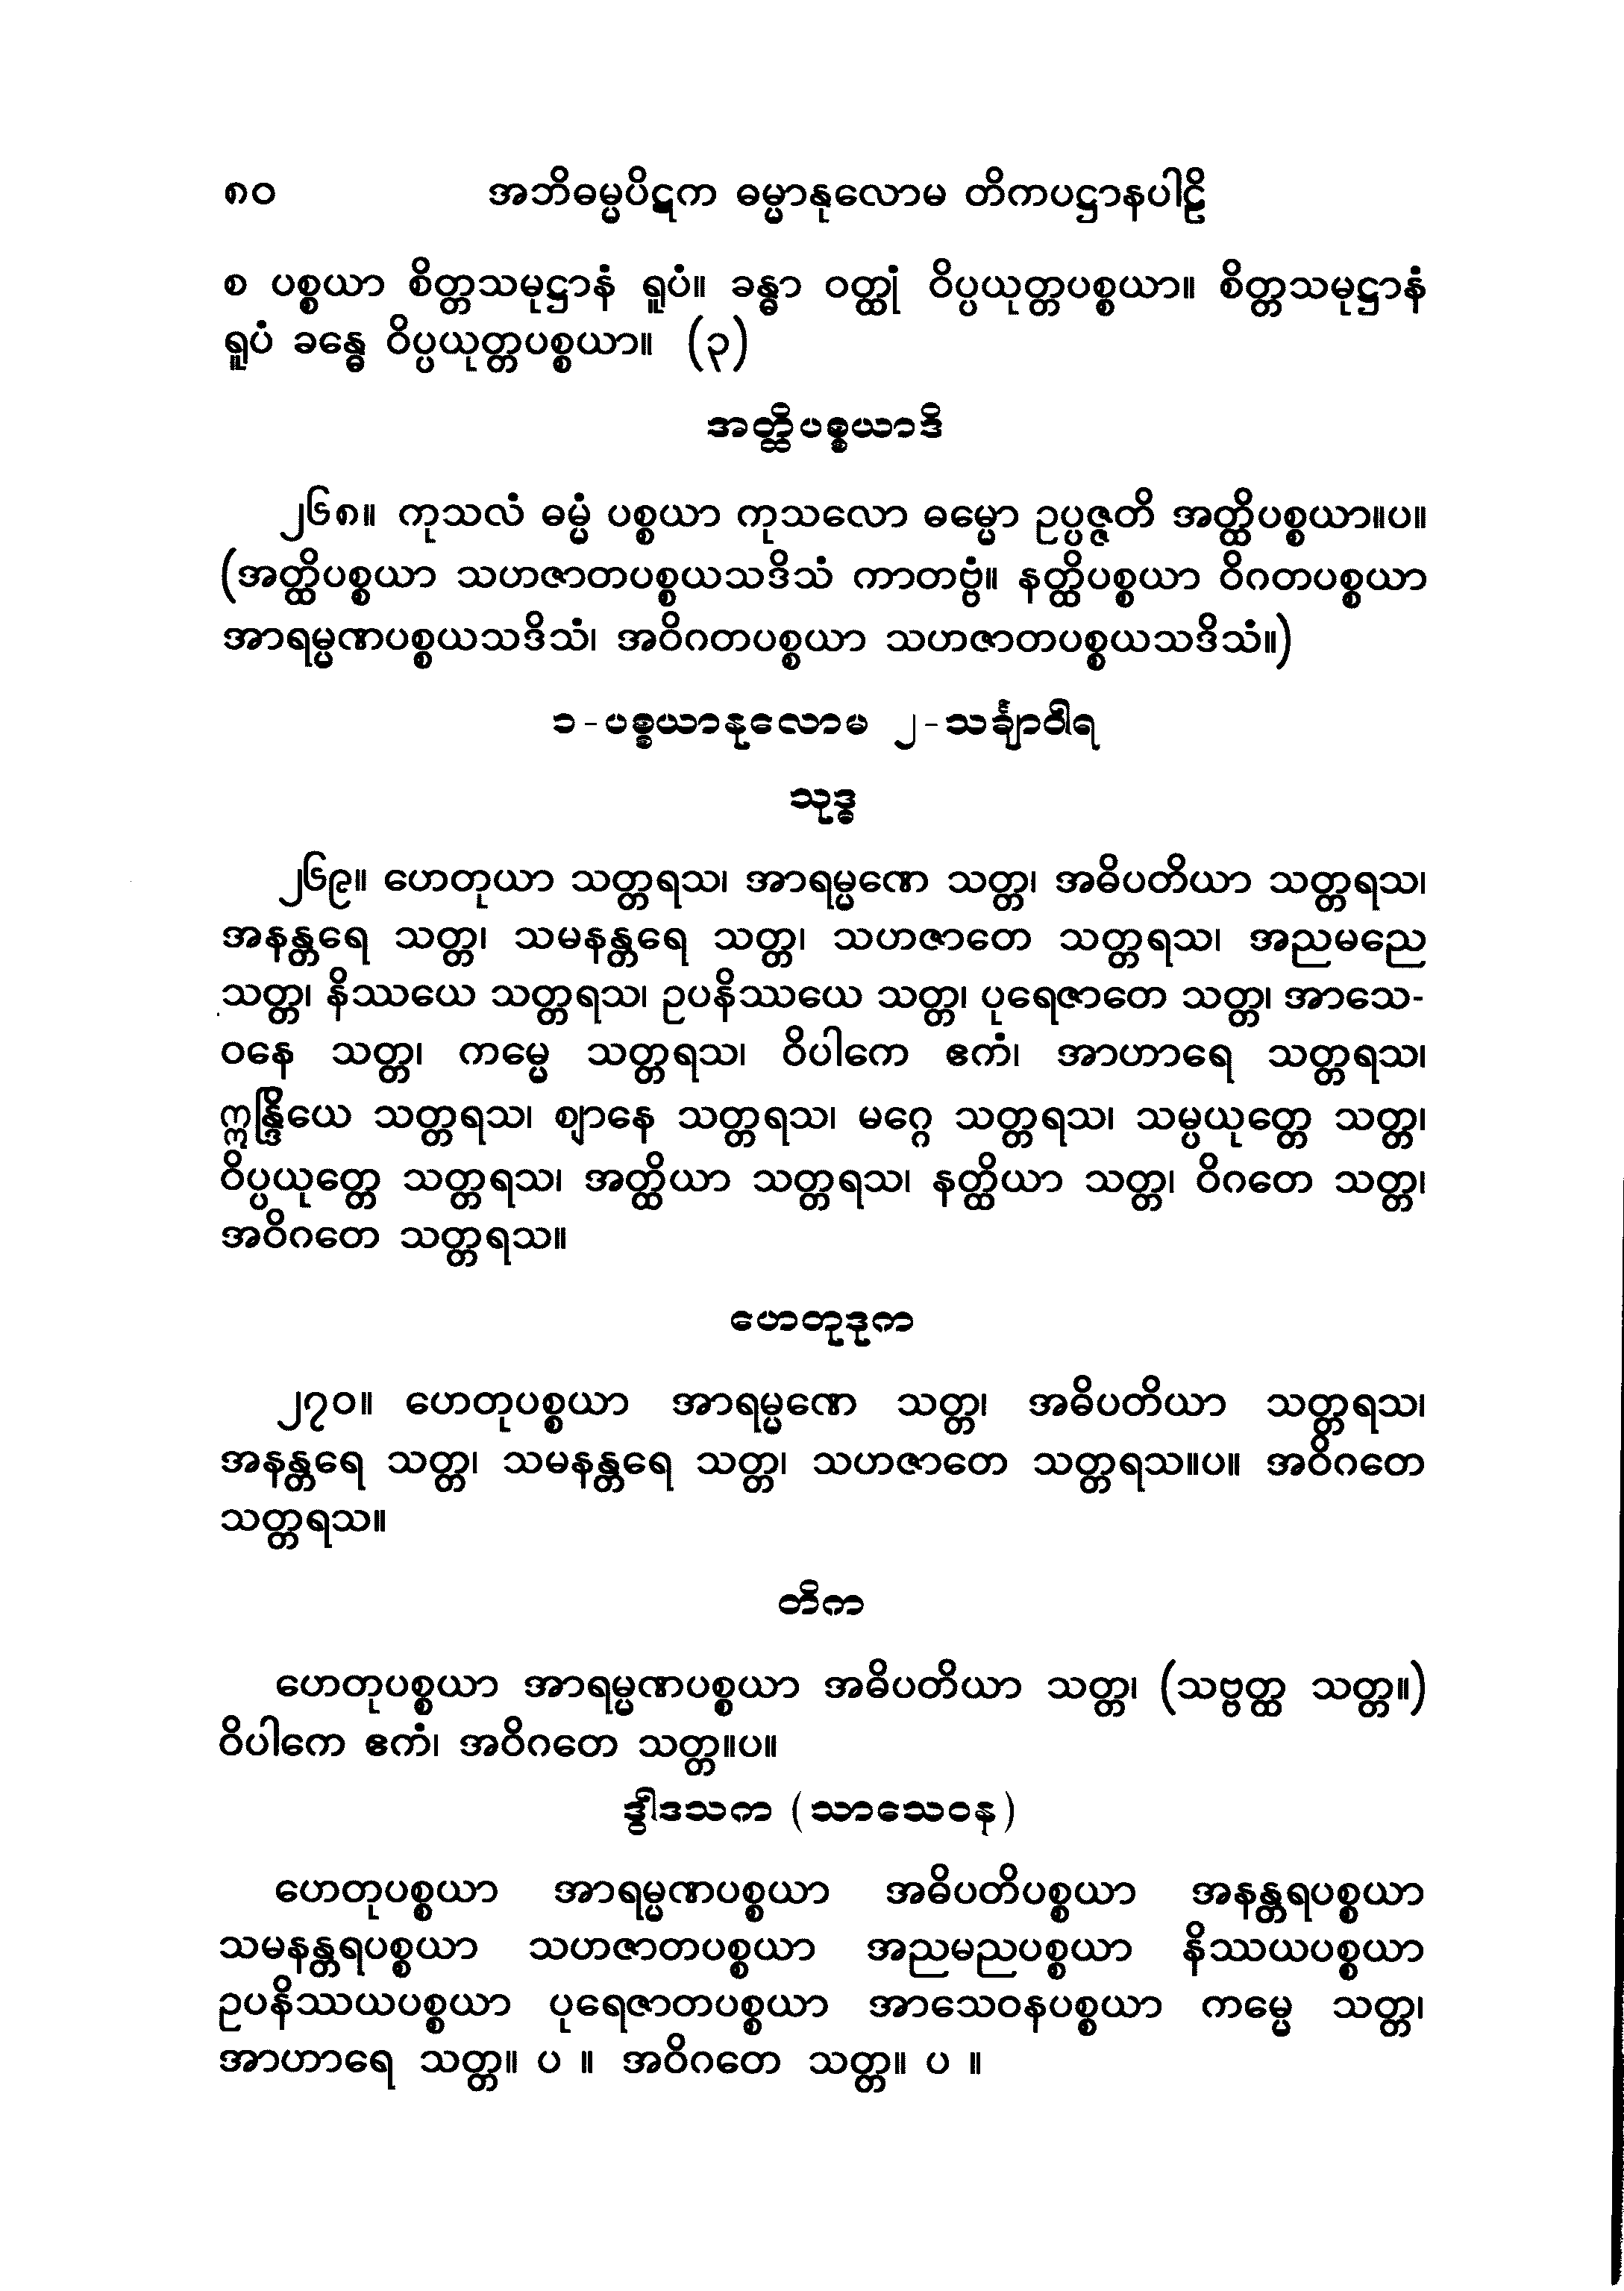 ၈၀ အဘိဓမ္မပိဋက ဓမ္မာနုလောမ တိကပဋ္ဌာနပါဠိ
စ ပစ္စယာ စိတ္တသမုဋ္ဌာနံ ရူပံ။ ခန္ဓာ ဝတ္ထုံ ဝိပ္ပယုတ္တပစ္စယာ။ စိတ္တသမုဋ္ဌာနံ
ရူပံ ခန္ဓေ ဝိပ္ပယုတ္တပစ္စယာ။ (၃)
အတ္ထိပစ္စယာဒိ
၂၆၈။ ကုသလံ ဓမ္မံ ပစ္စယာ ကုသလော ဓမ္မော ဥပ္ပဇ္ဇတိ အတ္ထိပစ္စယာ။ပ။
(အတ္ထိပစ္စယာ သဟဇာတပစ္စယသဒိသံ ကာတဗ္ဗံ။ နတ္ထိပစ္စယာ ဝိဂတပစ္စယာ
အာရမ္မဏပစ္စယသဒိသံ၊ အဝိဂတပစ္စယာ သဟဇာတပစ္စယသဒိသံ။)
၁-ပစ္စယာနုလောမ ၂-သင်္ချာဝါရ
သုဒ္ဓ
၂၆၉။ ဟေတုယာ သတ္တရသ၊ အာရမ္မဏေ သတ္တ၊ အဓိပတိယာ သတ္တရသ၊
အနန္တရေ သတ္တ၊ သမနန္တရေ သတ္တ၊ သဟဇာတေ သတ္တရသ၊ အညမညေ
သတ္တ၊ နိဿယေ သတ္တရသ၊ ဥပနိဿယေ သတ္တ၊ ပုရေဇာတေ သတ္တ၊ အာသေ-
ဝနေ သတ္တ၊ ကမ္မေ သတ္တရသ၊ ဝိပါကေ ဧကံ၊ အာဟာရေ သတ္တရသ၊
ဣန္ဒြိယေ သတ္တရသ၊ ဈာနေ သတ္တရသ၊ မဂ္ဂေ သတ္တရသ၊ သမ္ပယုတ္တေ သတ္တ၊
ဝိပ္ပယုတ္တေ သတ္တရသ၊ အတ္ထိယာ သတ္တရသ၊ နတ္ထိယာ သတ္တ၊ ဝိဂတေ သတ္တ၊
အဝိဂတေ သတ္တရသ။
ဟေတုဒုက
၂၇၀။ ဟေတုပစ္စယာ အာရမ္မဏေ သတ္တ၊ အဓိပတိယာ သတ္တရသ၊
အနန္တရေ သတ္တ၊ သမနန္တရေ သတ္တ၊ သဟဇာတေ သတ္တရသ။ပ။ အဝိဂတေ
သတ္တရသ။
တိက
ဟေတုပစ္စယာ အာရမ္မဏပစ္စယာ အဓိပတိယာ သတ္တ၊ (သဗ္ဗတ္ထ သတ္တ။)
ဝိပါကေ ဧကံ၊ အဝိဂတေ သတ္တ။ပ။
ဒွါဒသက (သာသေဝန)
ဟေတုပစ္စယာ အာရမ္မဏပစ္စယာ အဓိပတိပစ္စယာ အနန္တရပစ္စယာ
သမနန္တရပစ္စယာ သဟဇာတပစ္စယာ အညမညပစ္စယာ နိဿယပစ္စယာ
ဥပနိဿယပစ္စယာ ပုရေဇာတပစ္စယာ အာသေဝနပစ္စယာ ကမ္မေ သတ္တ၊
အာဟာရေ သတ္တ။ ပ ။ အဝိဂတေ သတ္တ။ ပ ။